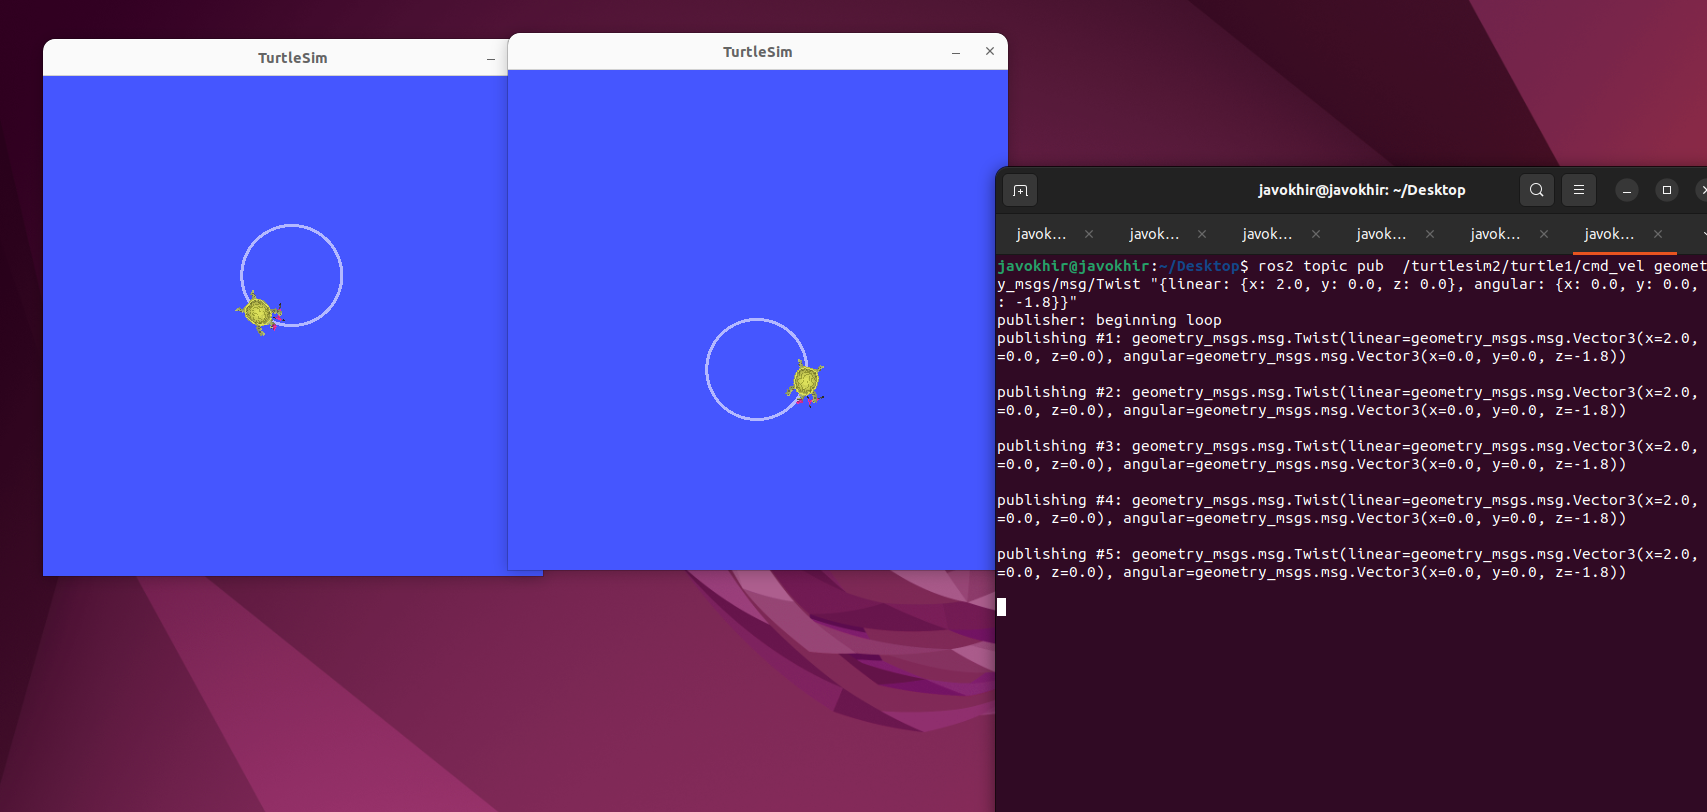 TurtleSim
TurtleSim
javokhir@javokhir: ~/Desktop
javok... javok... javok... javok... javok... javok...
javokhir@javokhir:~/Desktop$ ros2 topic pub  /turtlesim2/turtle1/cmd_vel geomet
y_msgs/msg/Twist "{linear: {x: 2.0, y: 0.0, z: 0.0}, angular: {x: 0.0, y: 0.0,
: -1.8}}"
publisher: beginning loop
publishing #1: geometry_msgs.msg.Twist(linear=geometry_msgs.msg.Vector3(x=2.0,
=0.0, z=0.0), angular=geometry_msgs.msg.Vector3(x=0.0, y=0.0, z=-1.8))
publishing #2: geometry_msgs.msg.Twist(linear=geometry_msgs.msg.Vector3(x=2.0,
=0.0, z=0.0), angular=geometry_msgs.msg.Vector3(x=0.0, y=0.0, z=-1.8))
publishing #3: geometry_msgs.msg.Twist(linear=geometry_msgs.msg.Vector3(x=2.0,
=0.0, z=0.0), angular=geometry_msgs.msg.Vector3(x=0.0, y=0.0, z=-1.8))
publishing #4: geometry_msgs.msg.Twist(linear=geometry_msgs.msg.Vector3(x=2.0,
=0.0, z=0.0), angular=geometry_msgs.msg.Vector3(x=0.0, y=0.0, z=-1.8))
publishing #5: geometry_msgs.msg.Twist(linear=geometry_msgs.msg.Vector3(x=2.0,
=0.0, z=0.0), angular=geometry_msgs.msg.Vector3(x=0.0, y=0.0, z=-1.8))